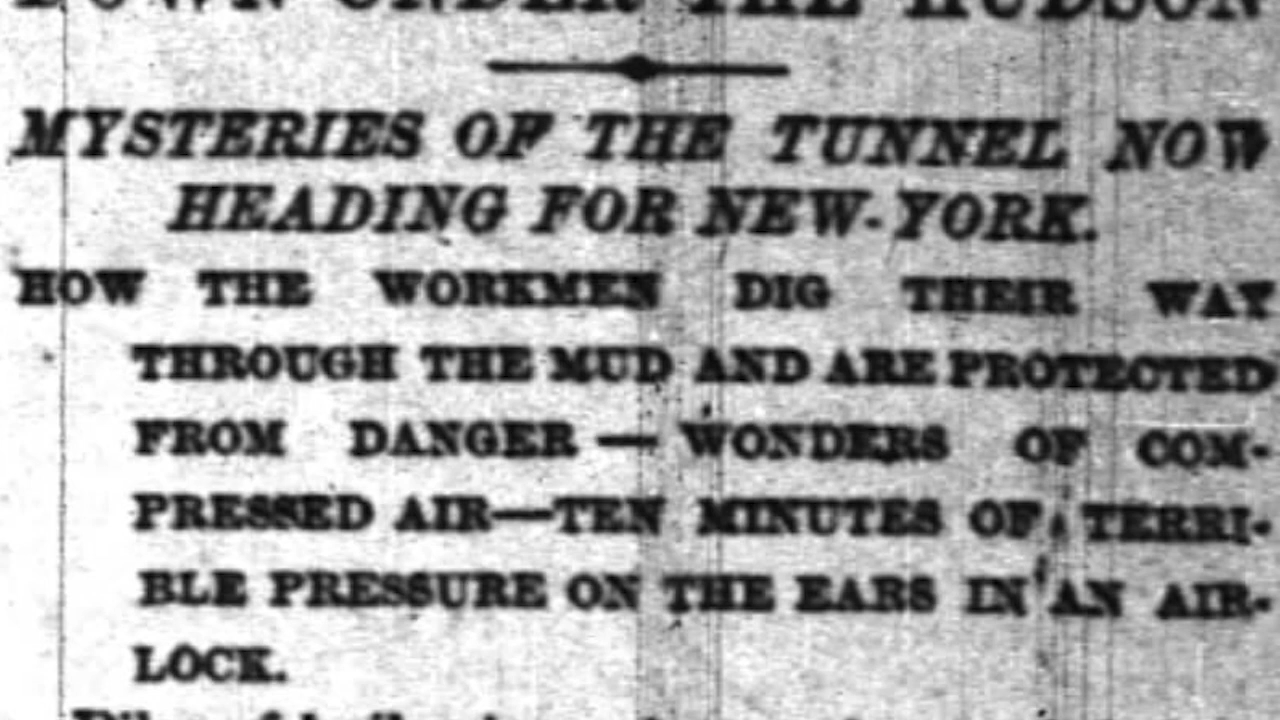 DOWN UNDER THE HUDSON
MYSTERIES OF THE TUNNEL NOW
HEADING FOR NEW-YORK.
HOW THE WORKMEN DIG THEIR WAY
THROUGH THE MUD AND ARE PROTECTED
FROM DANGER — WONDERS OF COM-
PRESSED AIR—TEN MINUTES OF TERRI-
BLE PRESSURE ON THE EARS IN AN AIR-
LOCK.